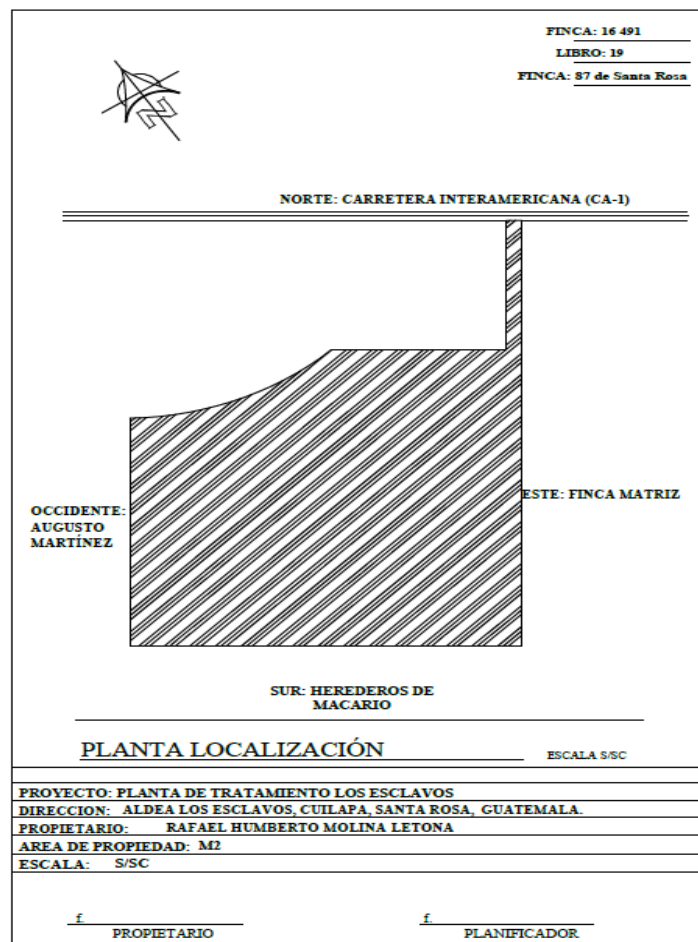 FINCA: 16 491
LIBRO: 19
FINCA: 87 de Santa Rosa
N
NORTE: CARRETERA INTERAMERICANA (CA-1)
OCCIDENTE:
AUGUSTO
MARTÍNEZ
ESTE: FINCA MATRIZ
SUR: HEREDEROS DE
MACARIO
PLANTA LOCALIZACIÓN
ESCALA S/SC
PROYECTO: PLANTA DE TRATAMIENTO LOS ESCLAVOS
DIRECCION: ALDEA LOS ESCLAVOS, CUILAPA, SANTA ROSA, GUATEMALA.
PROPIETARIO: RAFAEL HUMBERTO MOLINA LETONA
AREA DE PROPIEDAD: M2
ESCALA: S/SC
f.
PROPIETARIO
f.
PLANIFICADOR